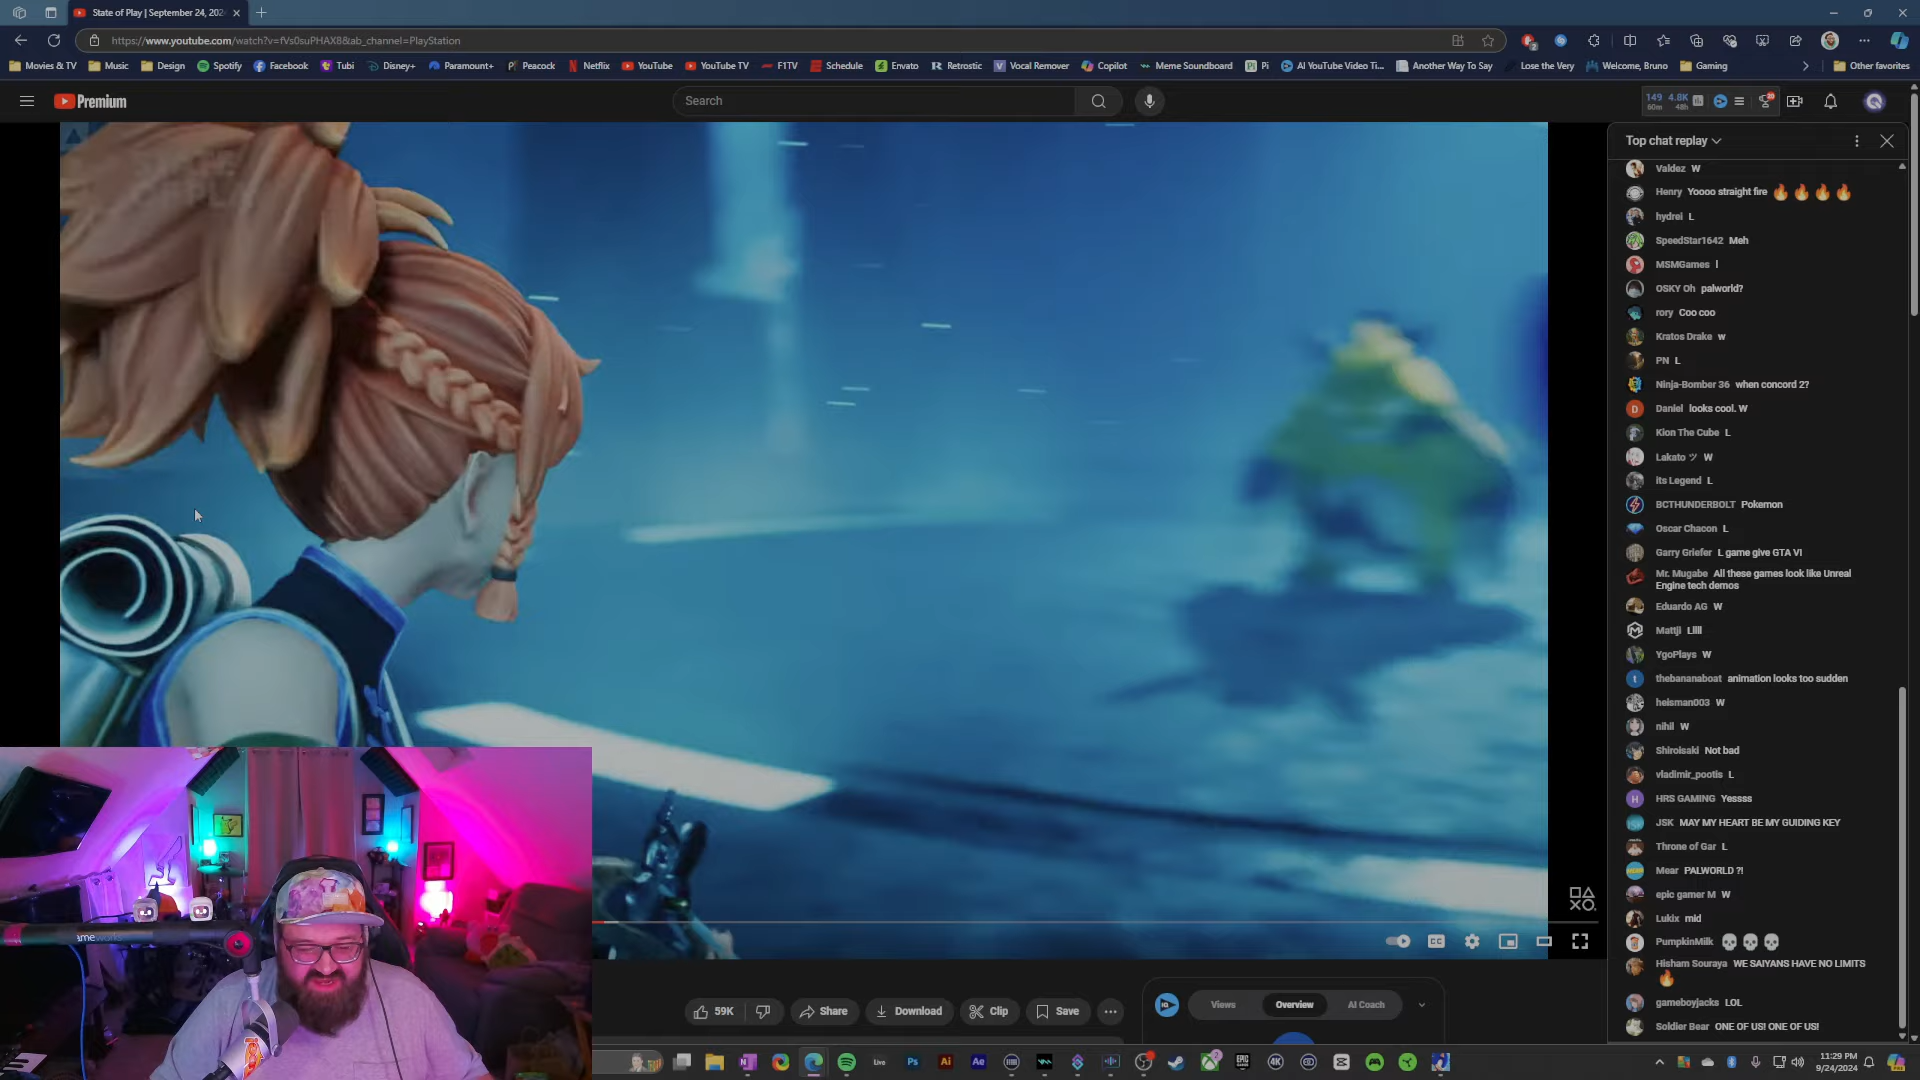 State of Play | September 24, 202
https://www.youtube.com/watch?v=fVs0suPHAX8&ab_channel=PlayStation
Movies & TV Music Design Spotify Facebook Tubi Disney+ Paramount+ Peacock Netflix YouTube YouTube TV F1TV Schedule Envato Retrostic Vocal Remover Copilot Meme Soundboard Pi AI YouTube Video Ti... Another Way To Say Lose the Very Welcome, Bruno Gaming Other favorites
Premium
Search
149 4.8K
60m 48h
Top chat replay
Valdez W
Henry Yoooo straight fire 🔥 🔥 🔥 🔥
hydrei L
SpeedStar1642 Meh
MSMGames l
OSKY Oh palworld?
rory Coo coo
Kratos Drake w
PN L
Ninja-Bomber 36 when concord 2?
Daniel looks cool. W
Kion The Cube L
Lakato ツ W
its Legend L
BCTHUNDERBOLT Pokemon
Oscar Chacon L
Garry Griefer L game give GTA VI
Mr. Mugabe All these games look like Unreal
Engine tech demos
Eduardo AG W
Mattji Lllll
YgoPlays W
thebananaboat animation looks too sudden
heisman003 W
nihil W
Shiroisaki Not bad
vladimir_pootis L
HRS GAMING Yessss
JSK MAY MY HEART BE MY GUIDING KEY
Throne of Gar L
Mear PALWORLD ?!
epic gamer M W
Lukix mid
PumpkinMilk 💀 💀 💀
Hisham Souraya WE SAIYANS HAVE NO LIMITS
🔥
gameboyjacks LOL
Soldier Bear ONE OF US! ONE OF US!
59K Share Download Clip Save
Views Overview AI Coach
11:29 PM
9/24/2024